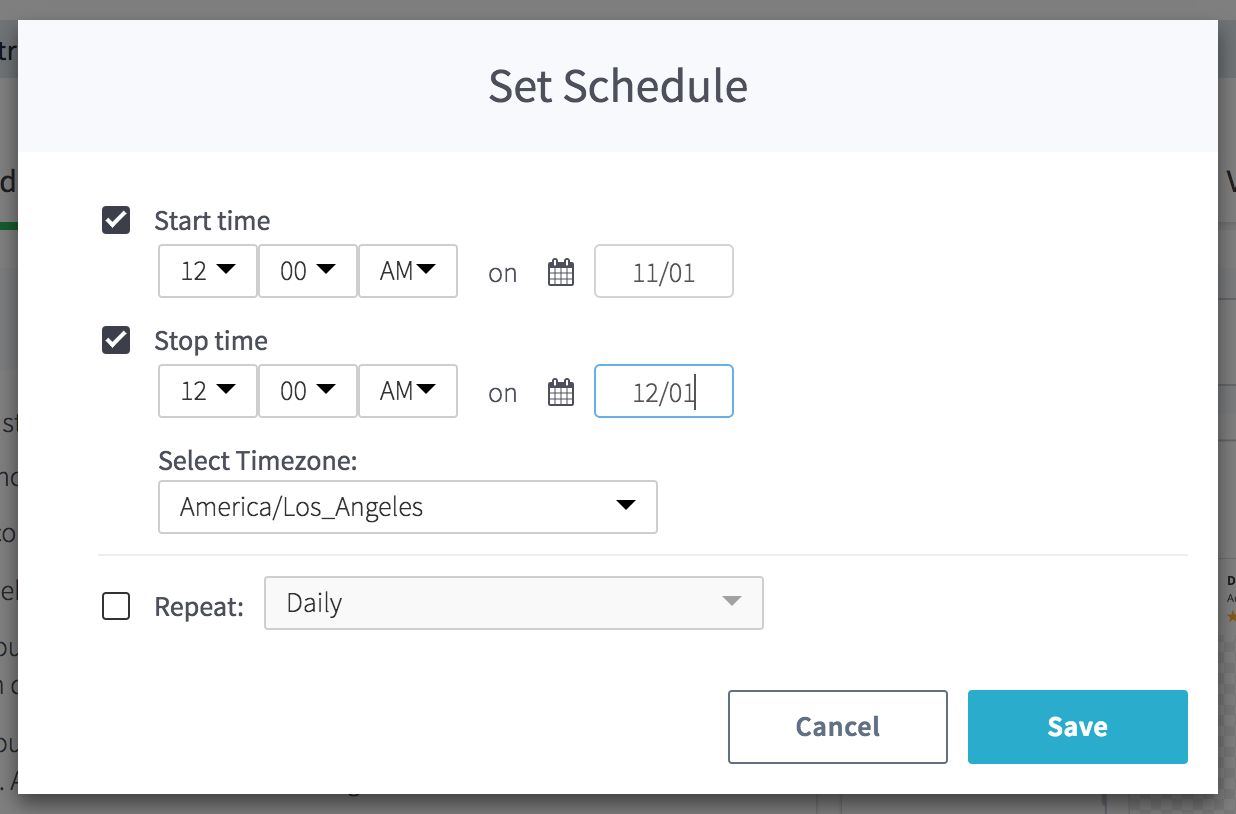 Set Schedule
Start time
12 00 AM on 11/01
Stop time
12 00 AM on 12/01
Select Timezone:
America/Los_Angeles
Repeat: Daily
Cancel Save